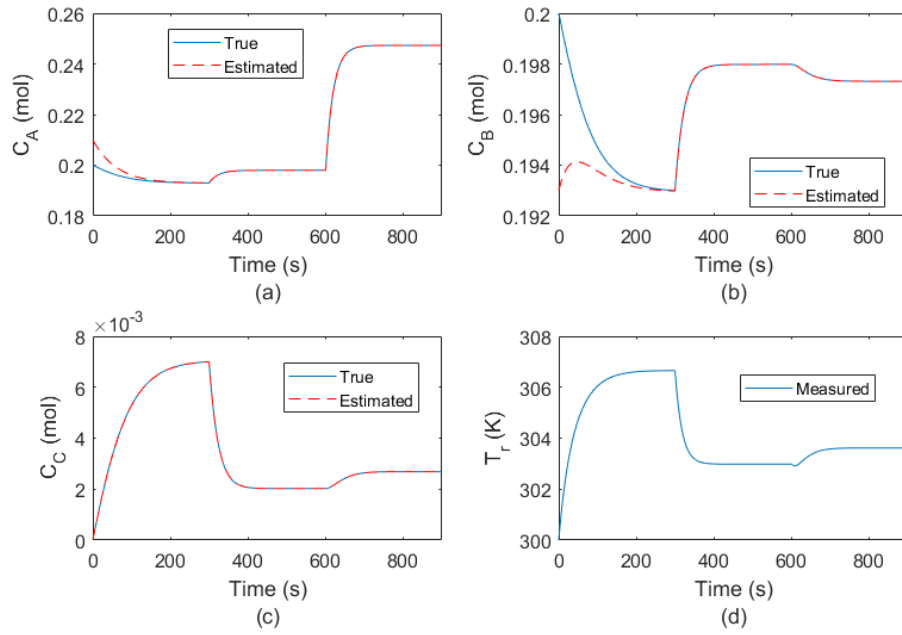 0.26
0.24
0.22
0.2
0.18
C_A (mol)
True
Estimated
0 200 400 600 800
Time (s)
(a)
0.2
0.198
0.196
0.194
0.192
C_B (mol)
True
Estimated
0 200 400 600 800
Time (s)
(b)
×10⁻³
8
6
4
2
0
C_C (mol)
True
Estimated
0 200 400 600 800
Time (s)
(c)
308
306
304
302
300
T_r (K)
Measured
0 200 400 600 800
Time (s)
(d)